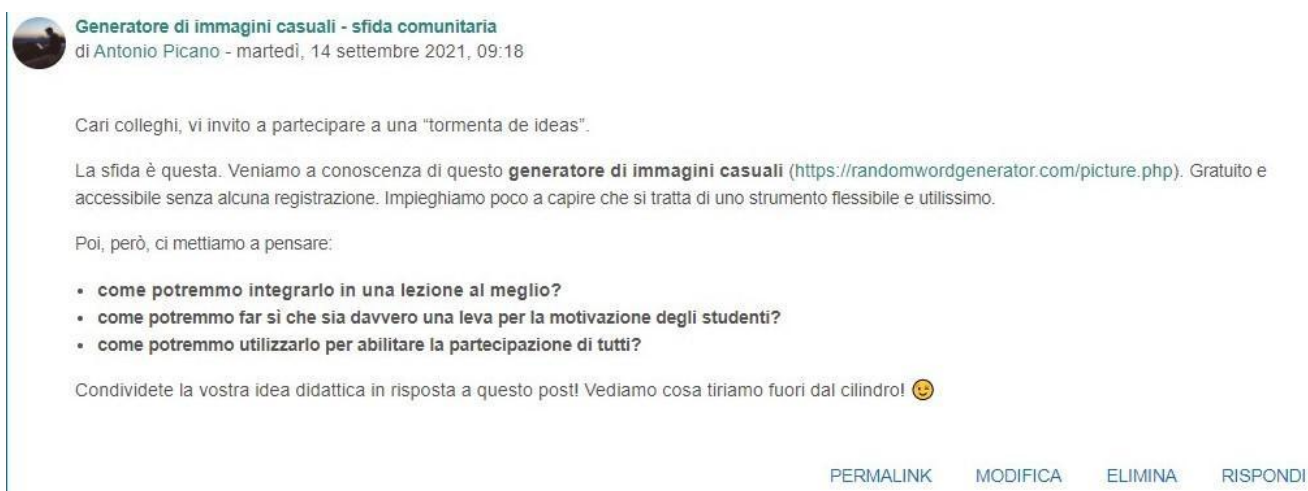 Generatore di immagini casuali - sfida comunitaria
di Antonio Picano - martedì, 14 settembre 2021, 09:18
Cari colleghi, vi invito a partecipare a una “tormenta de ideas”.
La sfida è questa. Veniamo a conoscenza di questo generatore di immagini casuali (https://randomwordgenerator.com/picture.php). Gratuito e
accessibile senza alcuna registrazione. Impieghiamo poco a capire che si tratta di uno strumento flessibile e utilissimo.
Poi, però, ci mettiamo a pensare:
• come potremmo integrarlo in una lezione al meglio?
• come potremmo far sì che sia davvero una leva per la motivazione degli studenti?
• come potremmo utilizzarlo per abilitare la partecipazione di tutti?
Condividete la vostra idea didattica in risposta a questo post! Vediamo cosa tiriamo fuori dal cilindro! 😉
PERMALINK MODIFICA ELIMINA RISPONDI